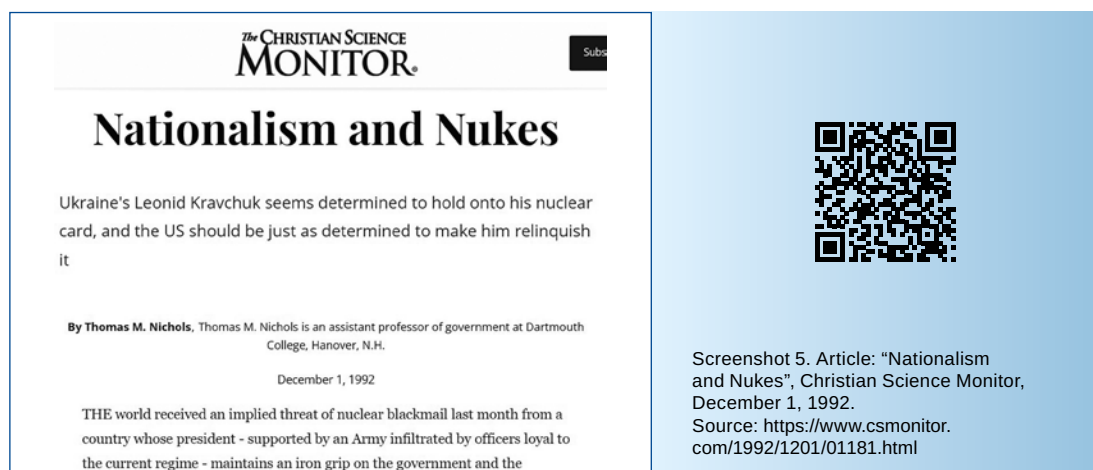 The CHRISTIAN SCIENCE
MONITOR®
Subs
Nationalism and Nukes
Ukraine's Leonid Kravchuk seems determined to hold onto his nuclear
card, and the US should be just as determined to make him relinquish
it
By Thomas M. Nichols, Thomas M. Nichols is an assistant professor of government at Dartmouth
College, Hanover, N.H.
December 1, 1992
THE world received an implied threat of nuclear blackmail last month from a
country whose president - supported by an Army infiltrated by officers loyal to
the current regime - maintains an iron grip on the government and the
Screenshot 5. Article: “Nationalism
and Nukes”, Christian Science Monitor,
December 1, 1992.
Source: https://www.csmonitor.
com/1992/1201/01181.html